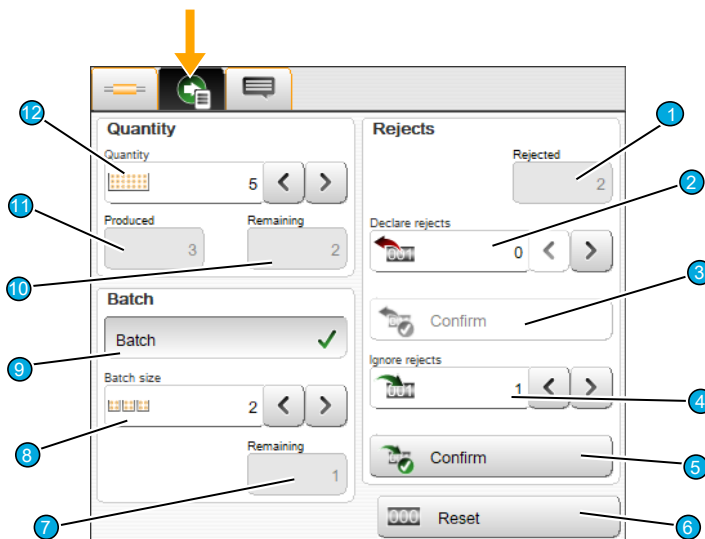 Quantity
Quantity
5
Produced
Remaining
3
2
Batch
Batch
Batch size
2
Remaining
1
Rejects
Rejected
2
Declare rejects
001
0
Confirm
Ignore rejects
001
1
Confirm
000
Reset
1
2
3
4
5
6
7
8
9
10
11
12